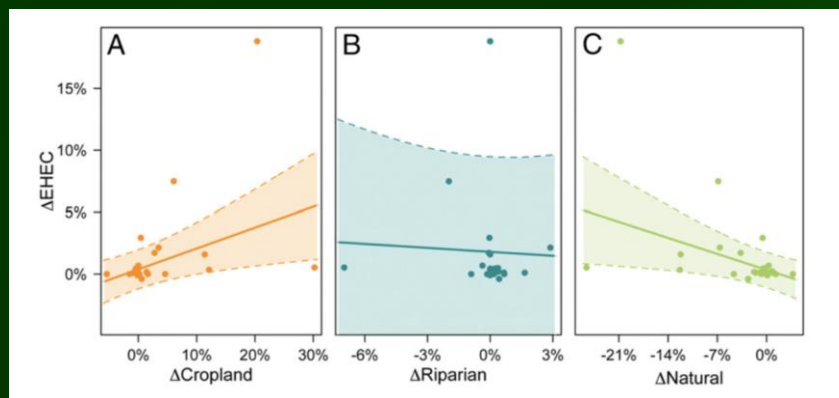 A
B
C
15%
10%
5%
0%
ΔEHEC
0% 10% 20% 30%
-6% -3% 0% 3%
-21% -14% -7% 0%
ΔCropland
ΔRiparian
ΔNatural